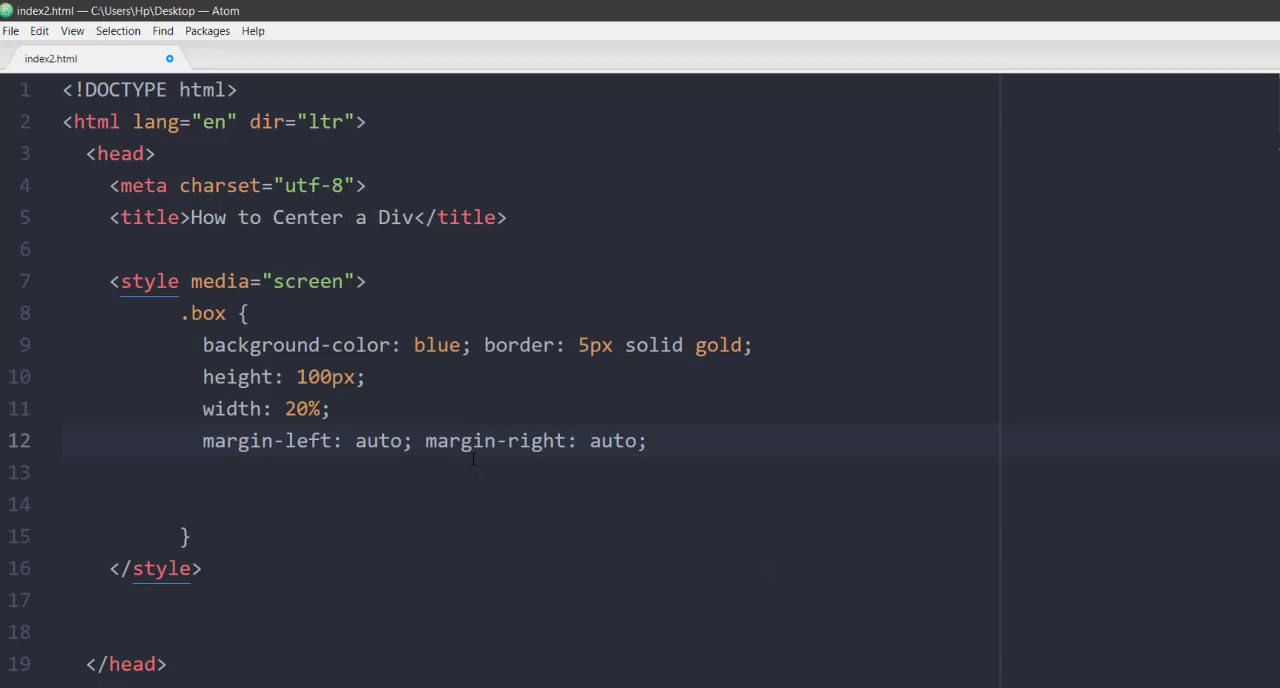 index2.html — C:\Users\Hp\Desktop — Atom
File Edit View Selection Find Packages Help
index2.html
1 <!DOCTYPE html>
2 <html lang="en" dir="ltr">
3 <head>
4 <meta charset="utf-8">
5 <title>How to Center a Div</title>
6
7 <style media="screen">
8 .box {
9 background-color: blue; border: 5px solid gold;
10 height: 100px;
11 width: 20%;
12 margin-left: auto; margin-right: auto;
13
14
15 }
16 </style>
17
18
19 </head>